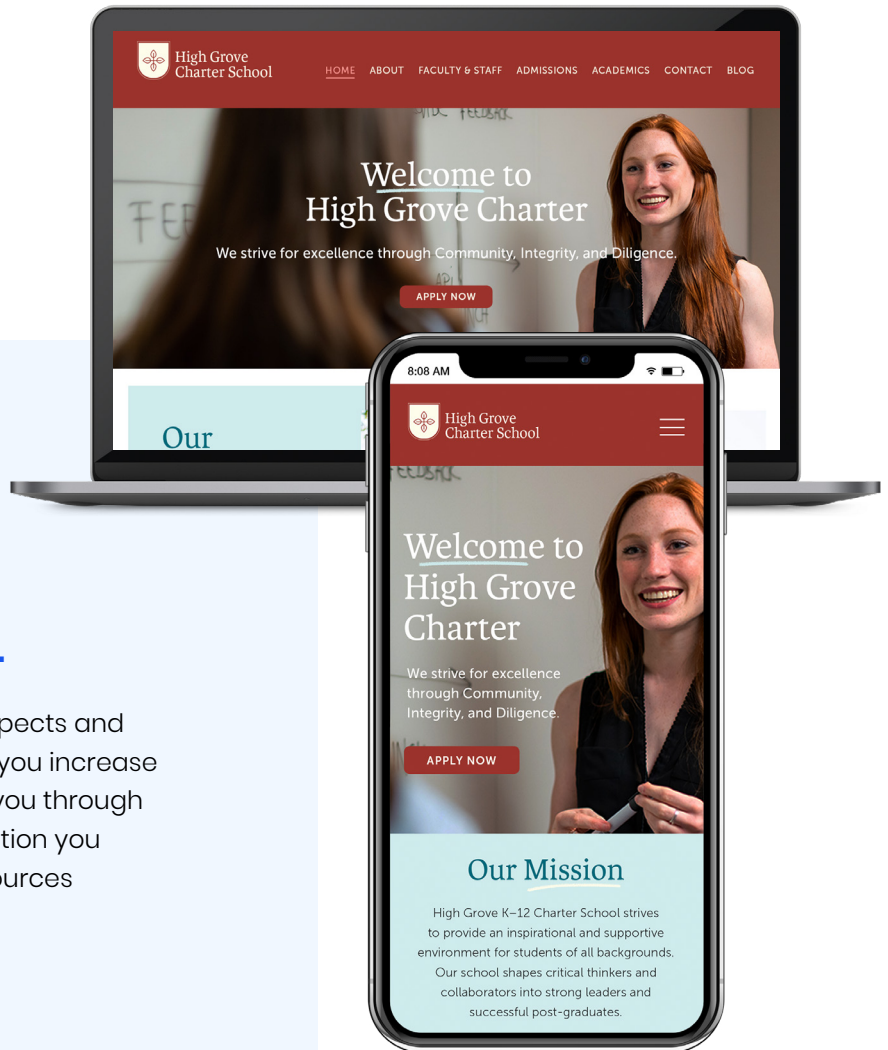 High Grove
Charter School
HOME ABOUT FACULTY & STAFF ADMISSIONS ACADEMICS CONTACT BLOG
FEEDBACK
Welcome to
High Grove Charter
FEE
We strive for excellence through Community, Integrity, and Diligence.
API
APPLY NOW
Our
8:08 AM
High Grove
Charter School
Welcome to
High Grove
Charter
We strive for excellence
through Community,
Integrity, and Diligence.
APPLY NOW
Our Mission
High Grove K–12 Charter School strives
to provide an inspirational and supportive
environment for students of all backgrounds.
Our school shapes critical thinkers and
collaborators into strong leaders and
successful post-graduates.
pects and
you increase
you through
tion you
urces